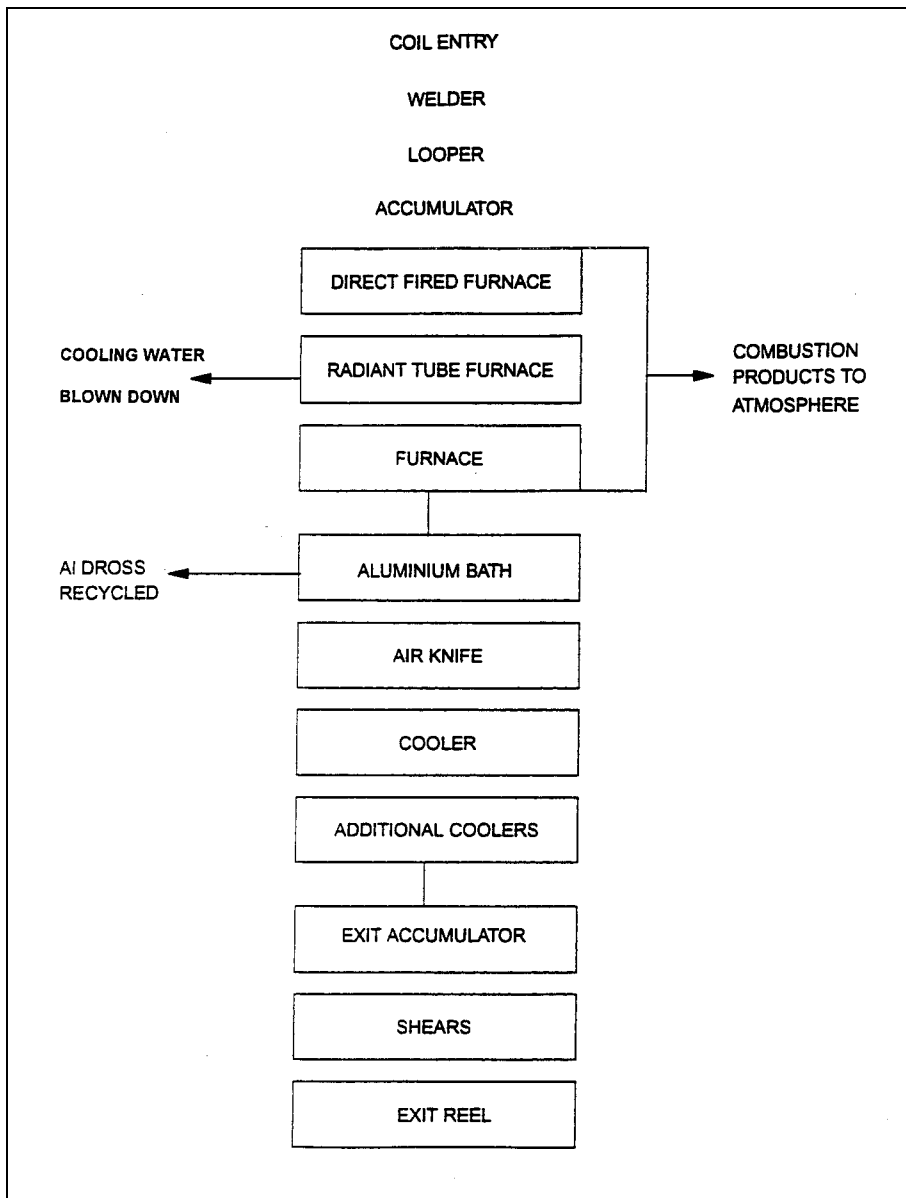 COIL ENTRY
WELDER
LOOPER
ACCUMULATOR
DIRECT FIRED FURNACE
COOLING WATER
BLOWN DOWN
RADIANT TUBE FURNACE
COMBUSTION
PRODUCTS TO
ATMOSPHERE
FURNACE
Al DROSS
RECYCLED
ALUMINIUM BATH
AIR KNIFE
COOLER
ADDITIONAL COOLERS
EXIT ACCUMULATOR
SHEARS
EXIT REEL